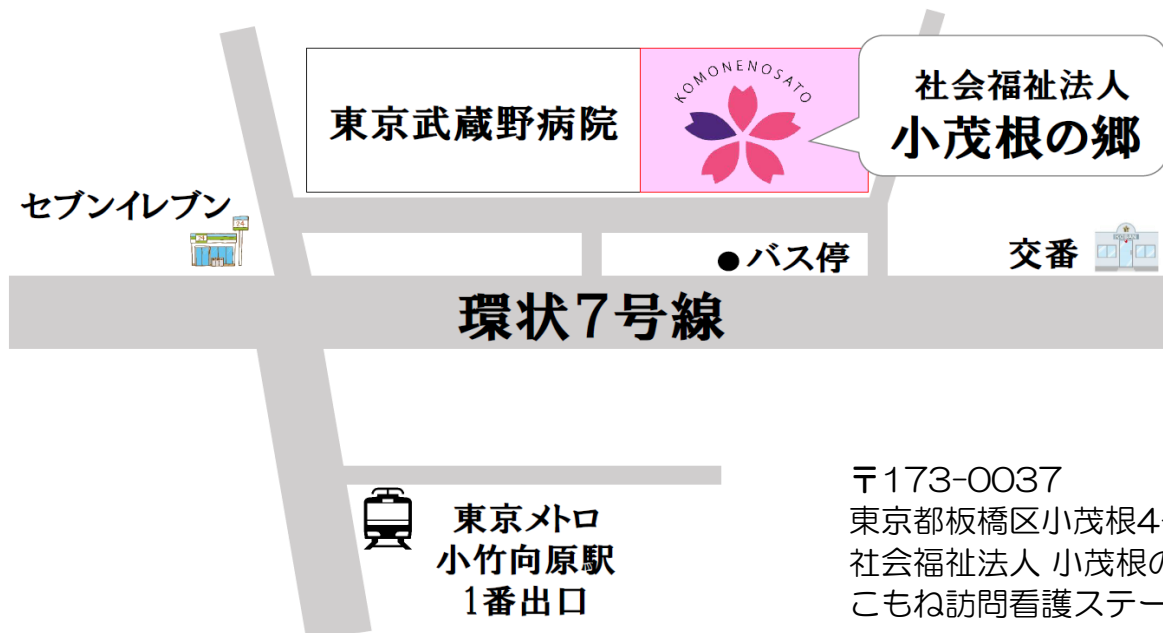 KOMONENOSATO
東京武蔵野病院
社会福祉法人
小茂根の郷
セブンイレブン
24
24
●バス停
交番
環状7号線
東京メトロ
小竹向原駅
1番出口
〒173-0037
東京都板橋区小茂根4
社会福祉法人 小茂根の
こもね訪問看護ステー